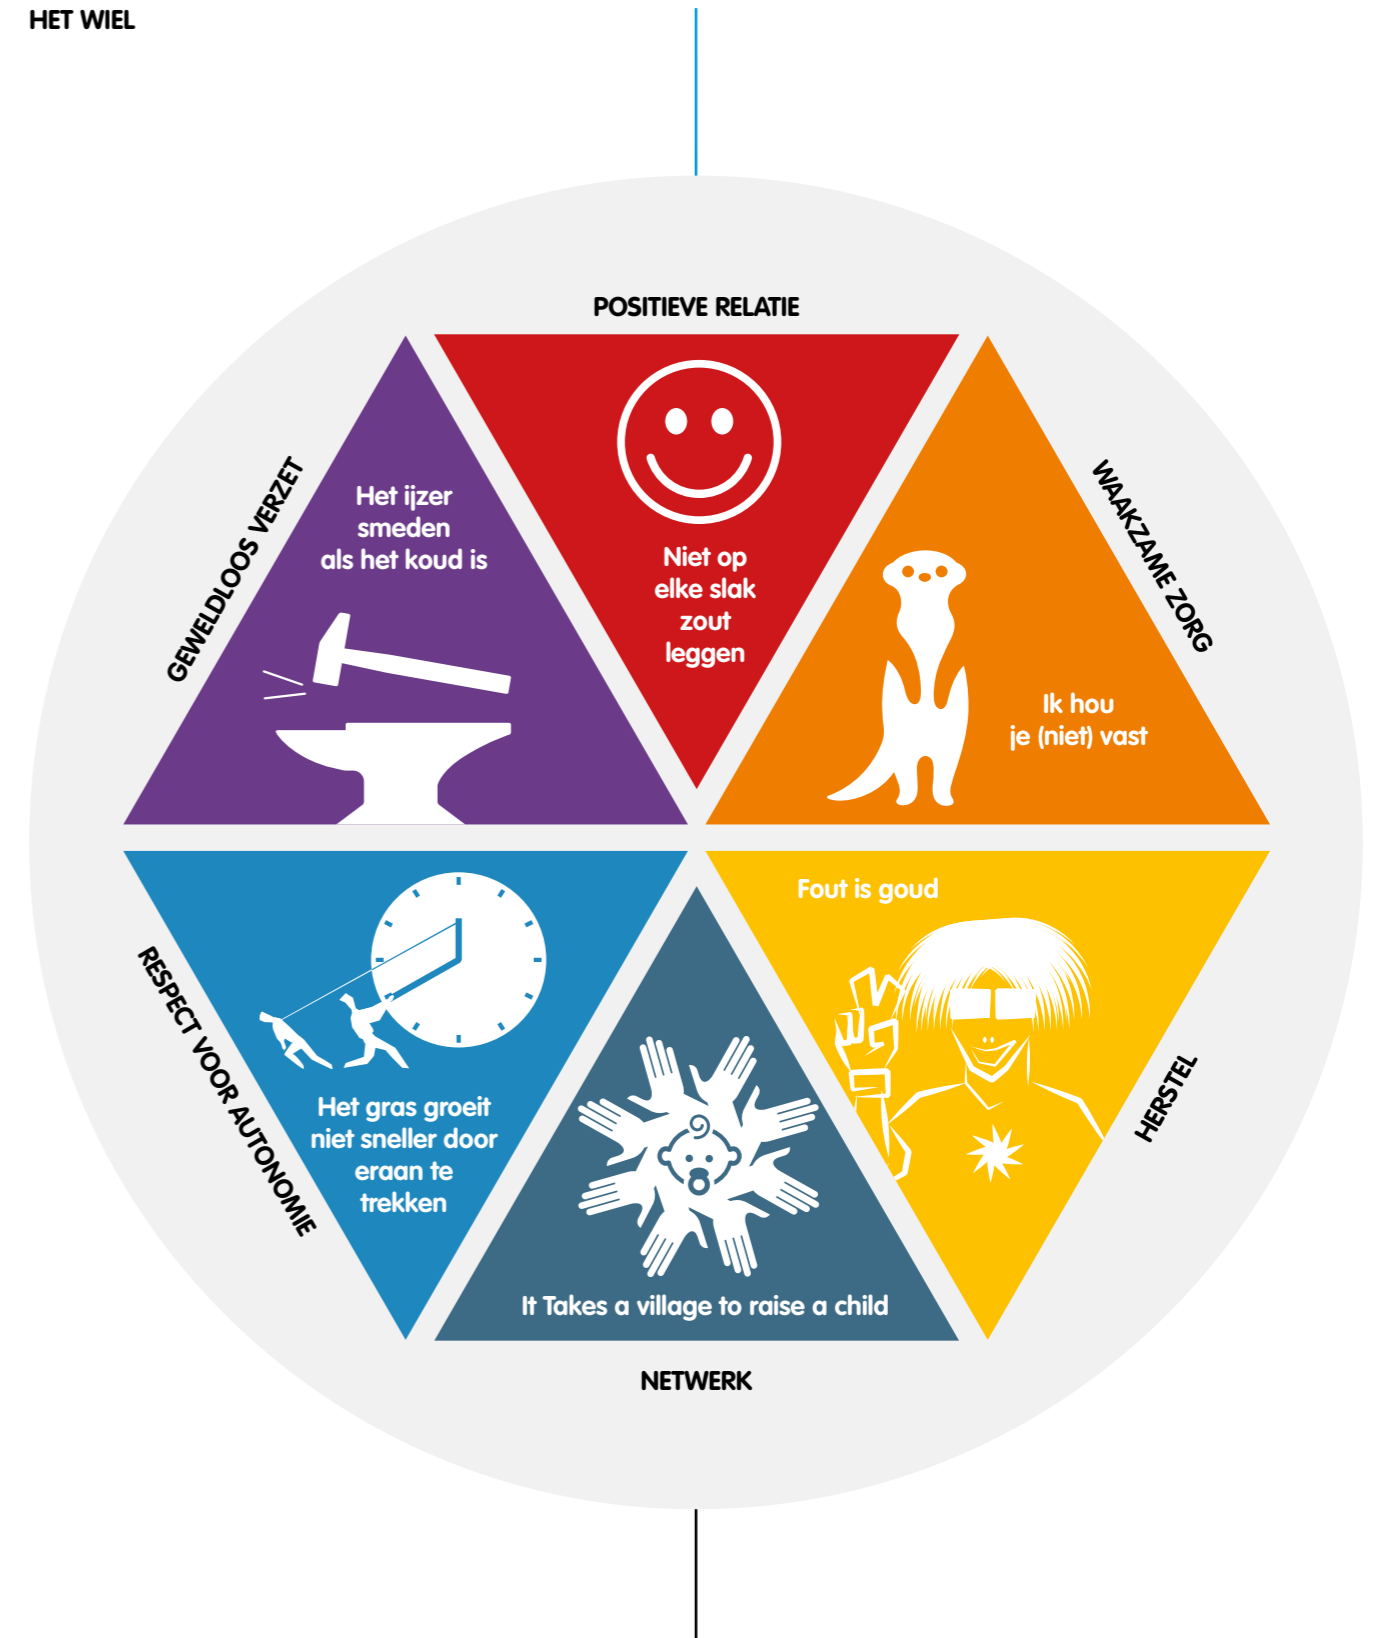 HET WIEL
POSITIEVE RELATIE
Niet op
elke slak
zout
leggen
WAAKZAME ZORG
Ik hou
je (niet) vast
HERSTEL
Fout is goud
NETWERK
It Takes a village to raise a child
RESPECT VOOR AUTONOMIE
Het gras groeit
niet sneller door
eraan te
trekken
GEWELDLOOS VERZET
Het ijzer
smeden
als het koud is